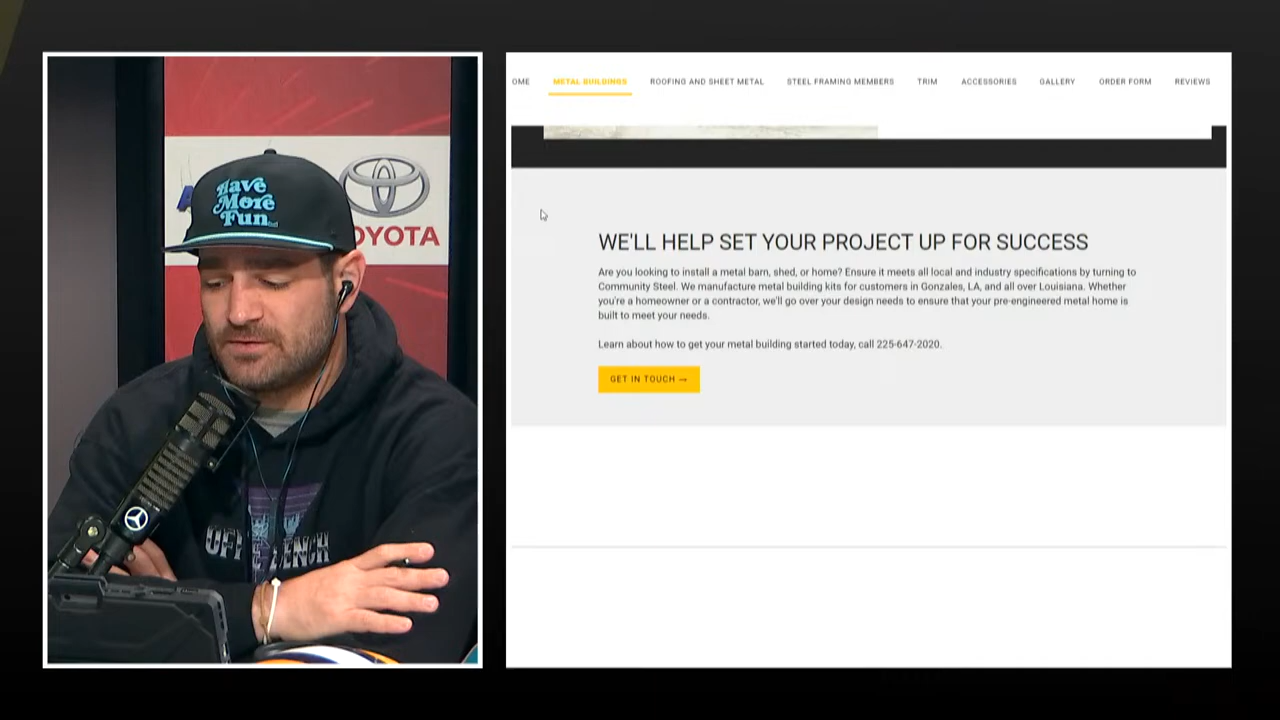 Have
More
Fun
OYOTA
OFF THE BENCH
OME METAL BUILDINGS ROOFING AND SHEET METAL STEEL FRAMING MEMBERS TRIM ACCESSORIES GALLERY ORDER FORM REVIEWS
WE'LL HELP SET YOUR PROJECT UP FOR SUCCESS
Are you looking to install a metal barn, shed, or home? Ensure it meets all local and industry specifications by turning to
Community Steel. We manufacture metal building kits for customers in Gonzales, LA, and all over Louisiana. Whether
you're a homeowner or a contractor, we'll go over your design needs to ensure that your pre-engineered metal home is
built to meet your needs.
Learn about how to get your metal building started today, call 225-647-2020.
GET IN TOUCH →